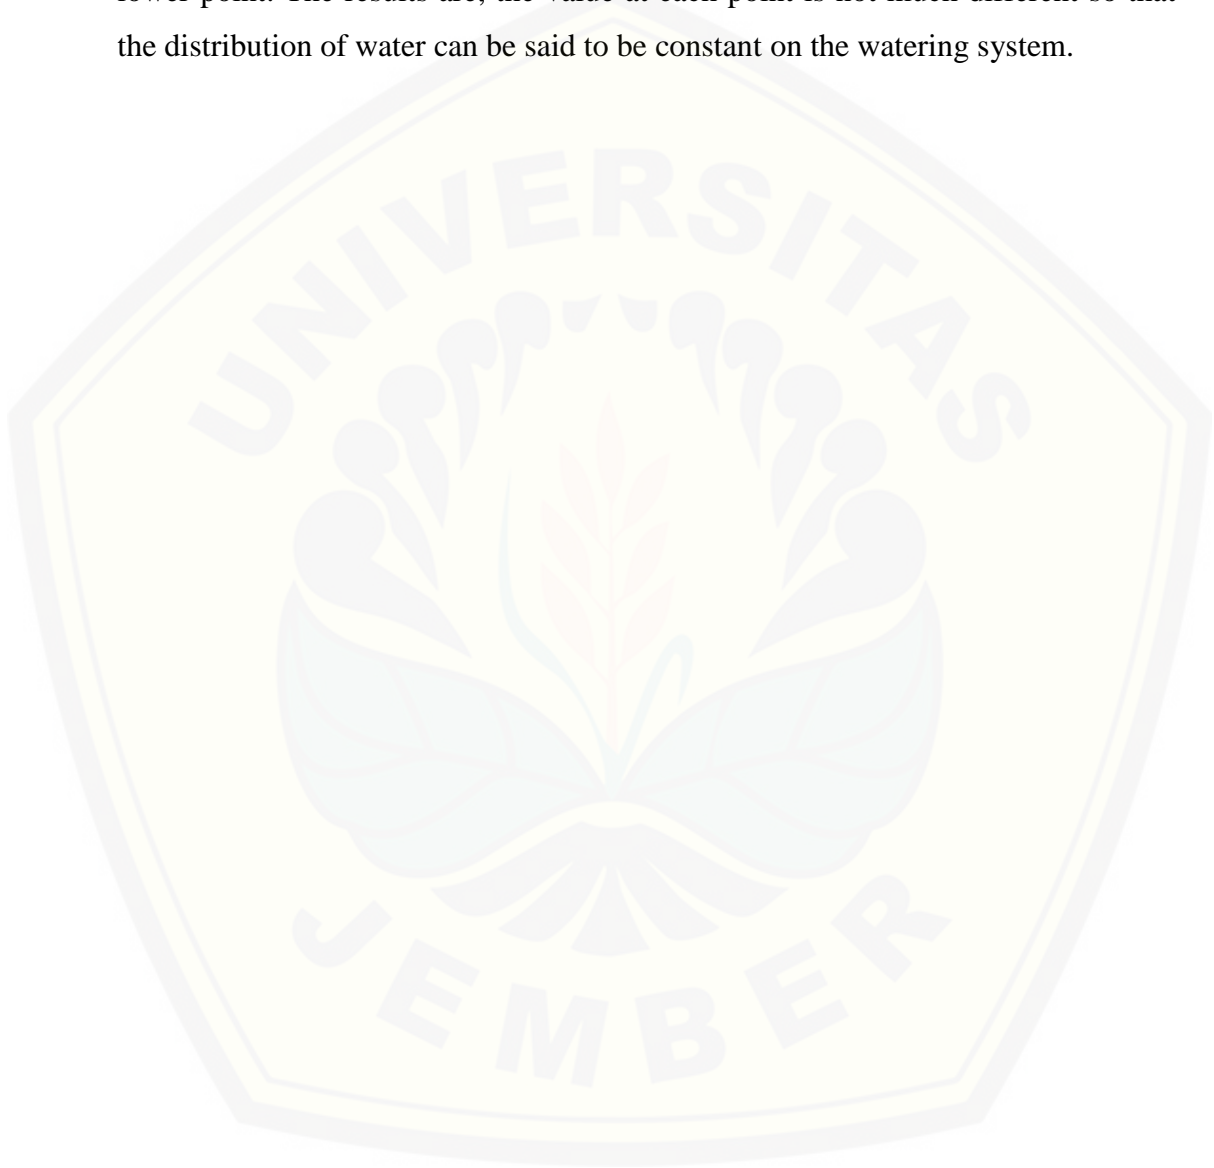 lower point. The results are, the value at each point is not much different so that
the distribution of water can be said to be constant on the watering system.
UNIVERSITAS
JEMBER